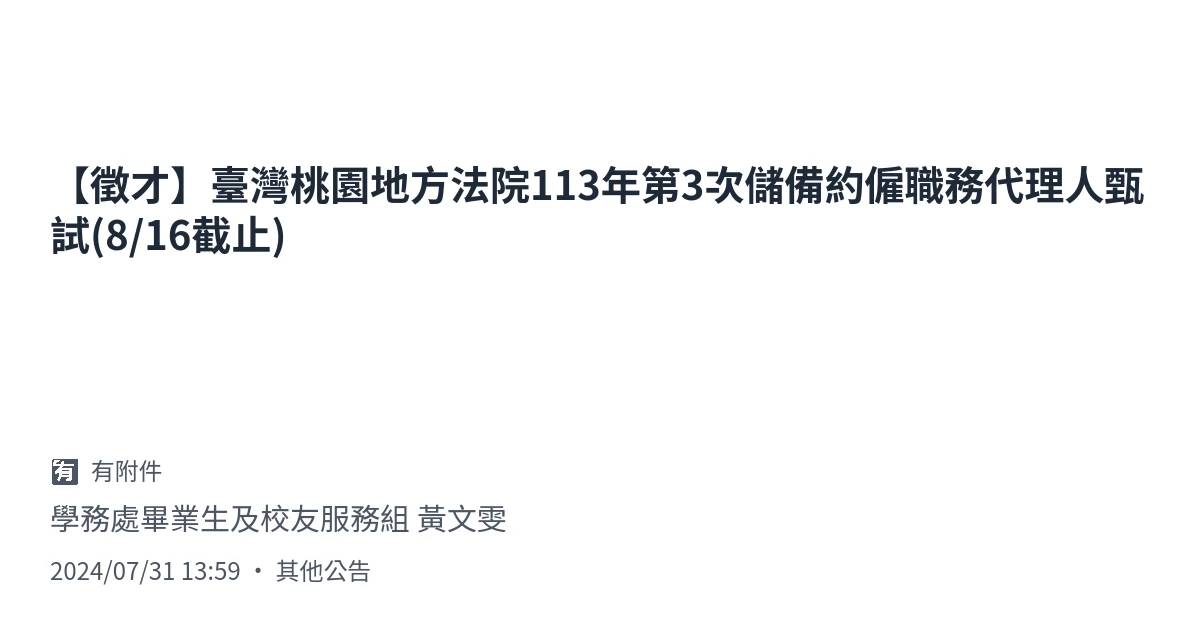 【徵才】臺灣桃園地方法院113年第3次儲備約僱職務代理人甄
試(8/16截止)
有 有附件
學務處畢業生及校友服務組 黃文雯
2024/07/31 13:59 • 其他公告